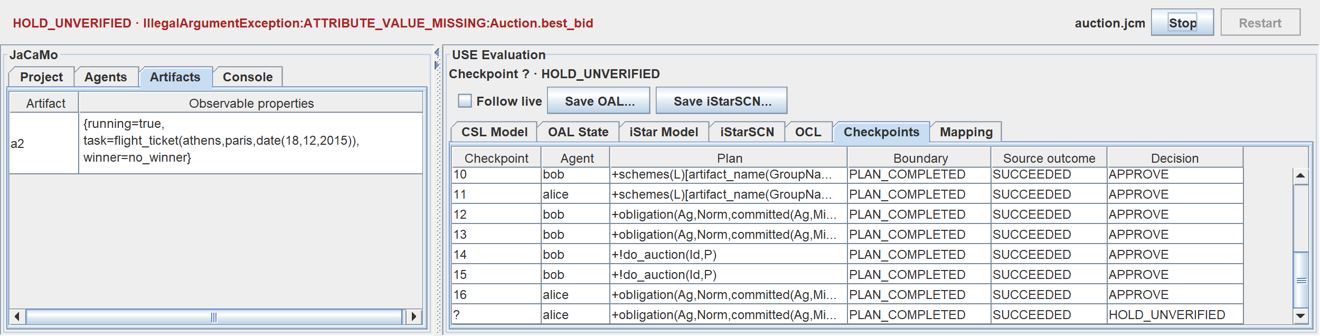 HOLD_UNVERIFIED · IllegalArgumentException:ATTRIBUTE_VALUE_MISSING:Auction.best_bid
auction.jcm Stop Restart
JaCaMo
Project Agents Artifacts Console
Artifact Observable properties
a2 {running=true,
task=flight_ticket(athens,paris,date(18,12,2015)),
winner=no_winner}
USE Evaluation
Checkpoint ? · HOLD_UNVERIFIED
Follow live Save OAL... Save iStarSCN...
CSL Model OAL State iStar Model iStarSCN OCL Checkpoints Mapping
Checkpoint Agent Plan Boundary Source outcome Decision
10 bob +schemes(L)[artifact_name(GroupNa... PLAN_COMPLETED SUCCEEDED APPROVE
11 alice +schemes(L)[artifact_name(GroupNa... PLAN_COMPLETED SUCCEEDED APPROVE
12 bob +obligation(Ag,Norm,committed(Ag,Mi... PLAN_COMPLETED SUCCEEDED APPROVE
13 bob +obligation(Ag,Norm,committed(Ag,Mi... PLAN_COMPLETED SUCCEEDED APPROVE
14 bob +!do_auction(Id,P) PLAN_COMPLETED SUCCEEDED APPROVE
15 bob +!do_auction(Id,P) PLAN_COMPLETED SUCCEEDED APPROVE
16 alice +obligation(Ag,Norm,committed(Ag,Mi... PLAN_COMPLETED SUCCEEDED APPROVE
? alice +obligation(Ag,Norm,committed(Ag,Mi... PLAN_COMPLETED SUCCEEDED HOLD_UNVERIFIED